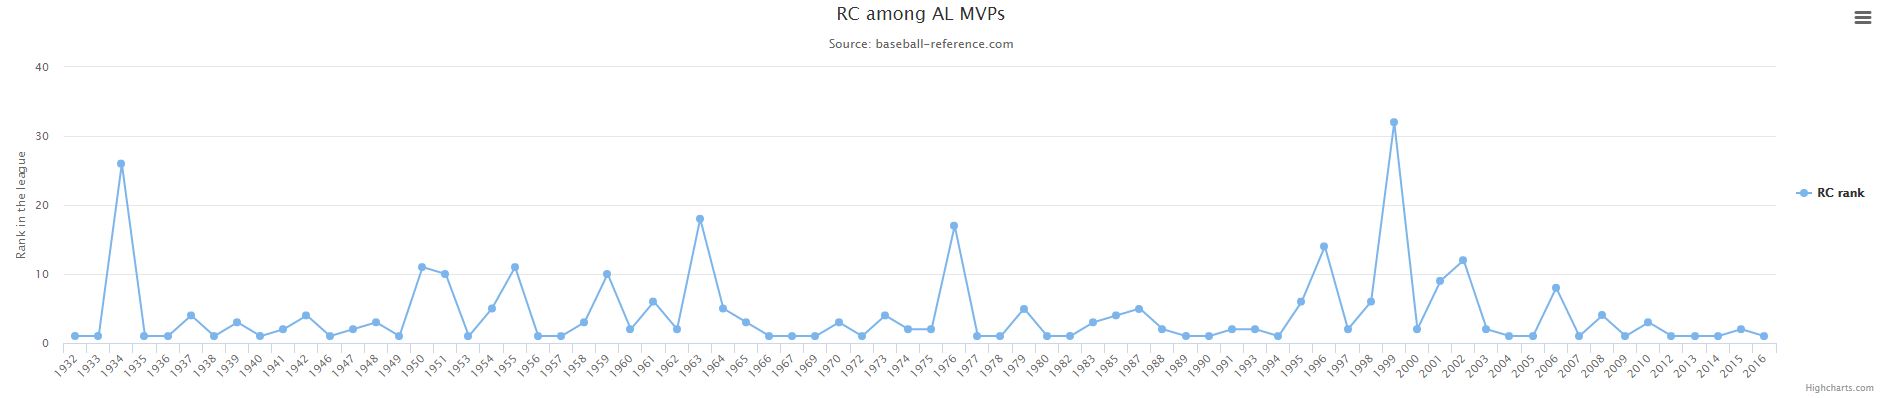 RC among AL MVPs
Source: baseball-reference.com
Rank in the league
40
30
20
10
0
1932 1933 1934 1935 1936 1937 1938 1939 1940 1941 1942 1946 1947 1948 1949 1950 1951 1953 1954 1955 1956 1957 1958 1959 1960 1961 1962 1963 1964 1965 1966 1967 1969 1970 1972 1973 1974 1975 1976 1977 1978 1979 1980 1982 1983 1985 1987 1988 1989 1990 1991 1993 1994 1995 1996 1997 1998 1999 2000 2001 2002 2003 2004 2005 2006 2007 2008 2009 2010 2012 2013 2014 2015 2016
RC rank
Highcharts.com